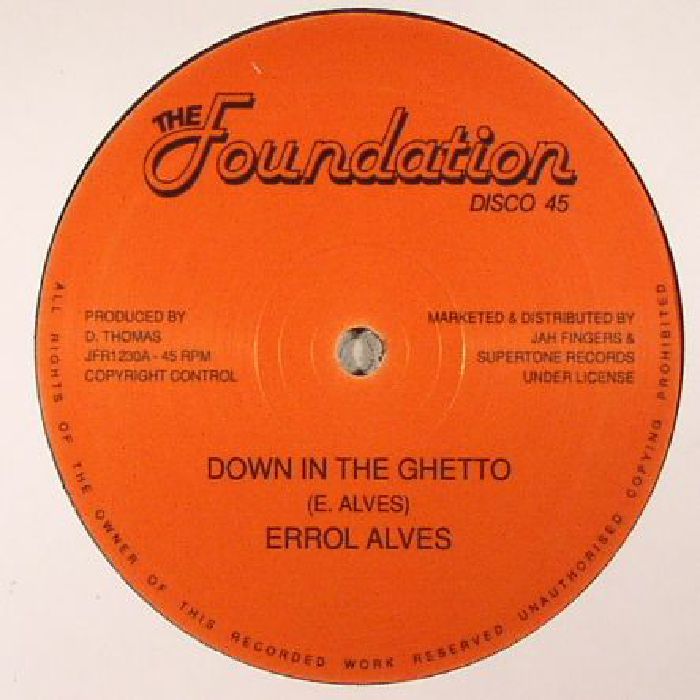 THE
Foundation
DISCO 45
PRODUCED BY
D. THOMAS
JFR1230A - 45 RPM
COPYRIGHT CONTROL
MARKETED & DISTRIBUTED BY
JAH FINGERS &
SUPERTONE RECORDS
UNDER LICENSE
DOWN IN THE GHETTO
(E. ALVES)
ERROL ALVES
ALL RIGHTS OF THE OWNER OF THIS RECORDED WORK RESERVED UNAUTHORISED COPYING PROHIBITED